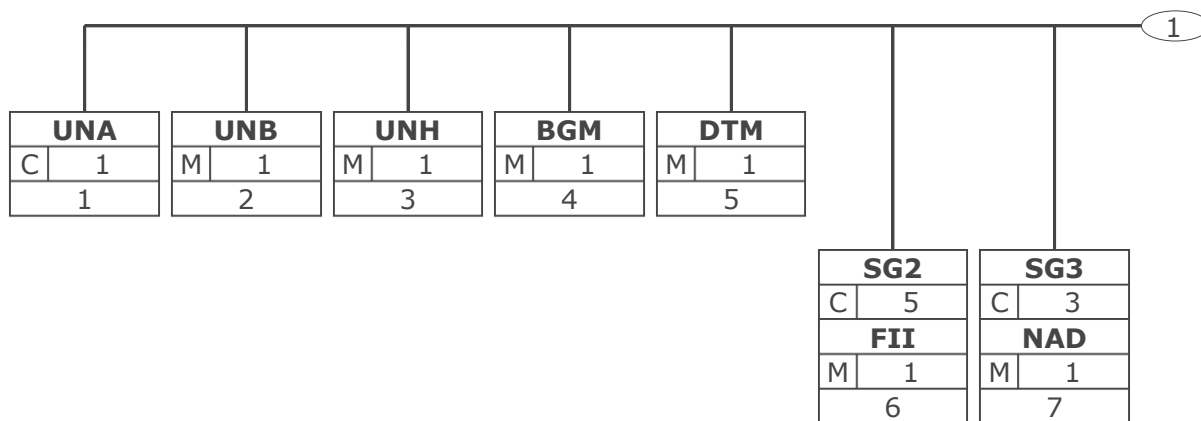 1
UNA UNB UNH BGM DTM
C 1 M 1 M 1 M 1 M 1
1 2 3 4 5
SG2 SG3
C 5 C 3
FII NAD
M 1 M 1
6 7